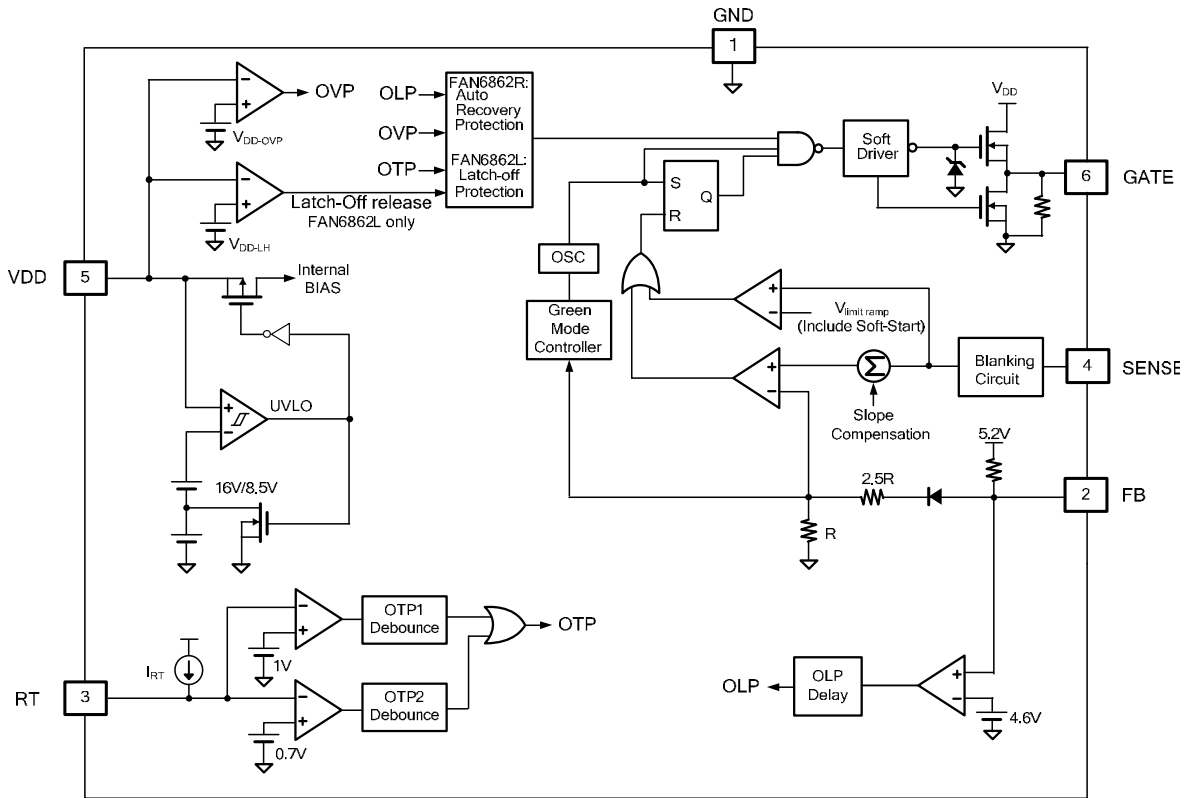 GND
1
VDD
OVP
VDD-OVP
OLP
OVP
OTP
FAN6862R:
Auto
Recovery
Protection
FAN6862L:
Latch-off
Protection
Latch-Off release
FAN6862L only
VDD-LH
S
Q
R
Soft
Driver
6
GATE
VDD
5
Internal
BIAS
OSC
Green
Mode
Controller
+
−
Vlimit ramp
(Include Soft-Start)
Σ
Slope
Compensation
Blanking
Circuit
4
SENSE
UVLO
16V/8.5V
5.2V
2.5R
R
2
FB
OTP1
Debounce
OTP
1V
IRT
RT
3
OTP2
Debounce
0.7V
OLP
OLP
Delay
4.6V